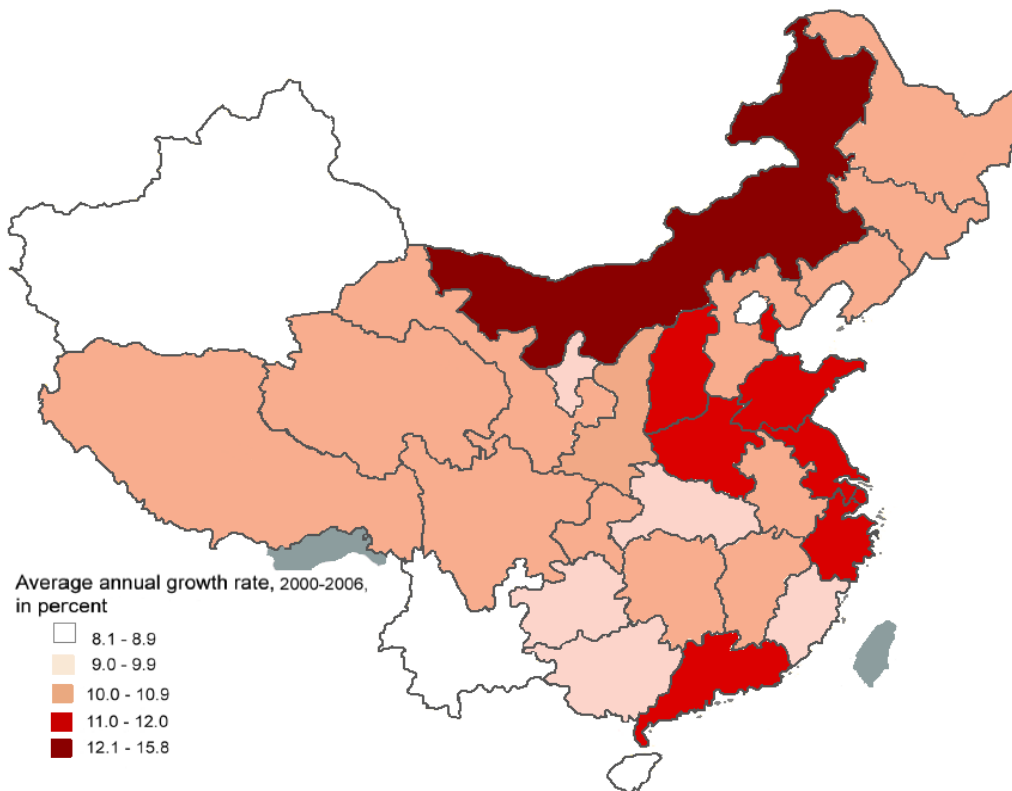 Average annual growth rate, 2000-2006,
in percent
8.1 - 8.9
9.0 - 9.9
10.0 - 10.9
11.0 - 12.0
12.1 - 15.8